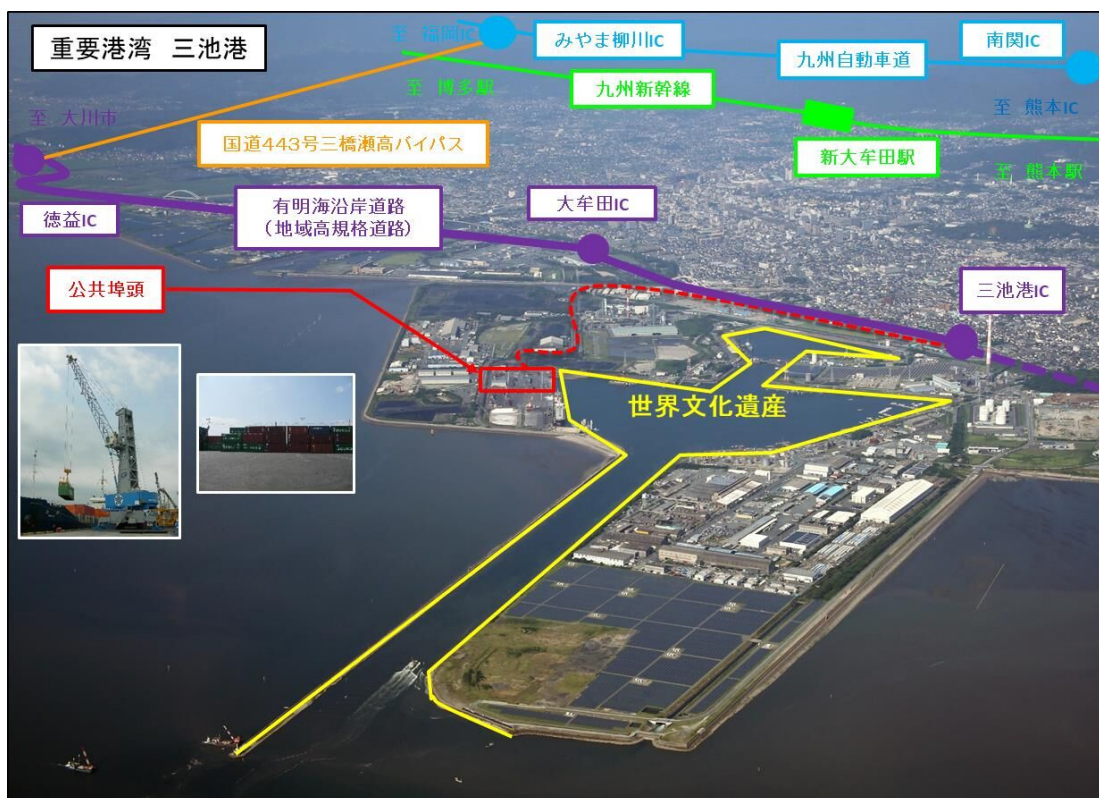 重要港湾 三池港
至 福岡IC
みやま柳川IC
九州自動車道
南関IC
至 博多駅
九州新幹線
至 熊本IC
至 大川市
国道443号三橋瀬高バイパス
新大牟田駅
至 熊本駅
徳益IC
有明海沿岸道路
(地域高規格道路)
大牟田IC
公共埠頭
三池港IC
世界文化遺産